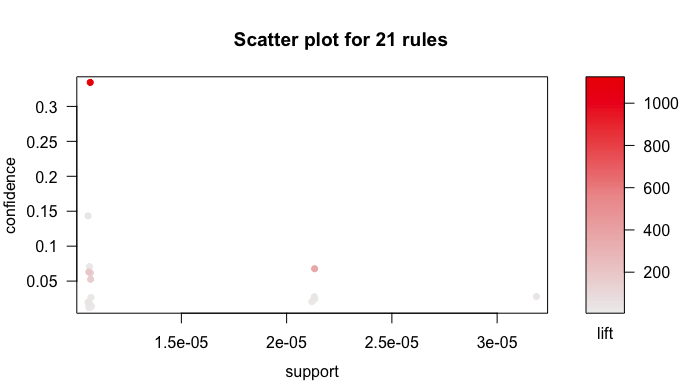 Scatter plot for 21 rules
confidence
0.3
0.25
0.2
0.15
0.1
0.05
1.5e-05
2e-05
2.5e-05
3e-05
support
1000
800
600
400
200
lift